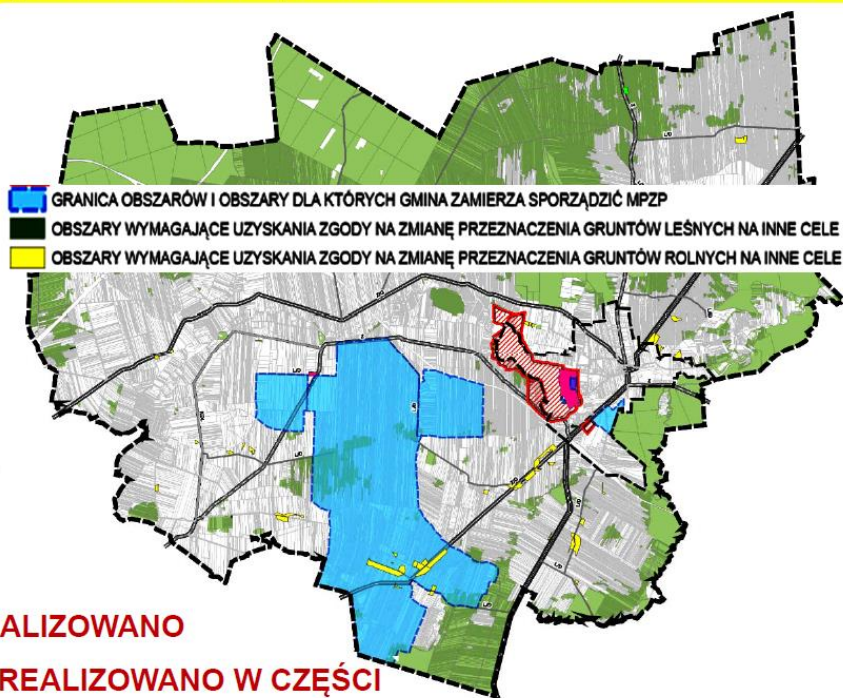 GRANICA OBSZARÓW I OBSZARY DLA KTÓRYCH GMINA ZAMIERZA SPORZĄDZIĆ MPZP
OBSZARY WYMAGAJĄCE UZYSKANIA ZGODY NA ZMIANĘ PRZEZNACZENIA GRUNTÓW LEŚNYCH NA INNE CELE
OBSZARY WYMAGAJĄCE UZYSKANIA ZGODY NA ZMIANĘ PRZEZNACZENIA GRUNTÓW ROLNYCH NA INNE CELE
ALIZOWANO
REALIZOWANO W CZĘŚCI